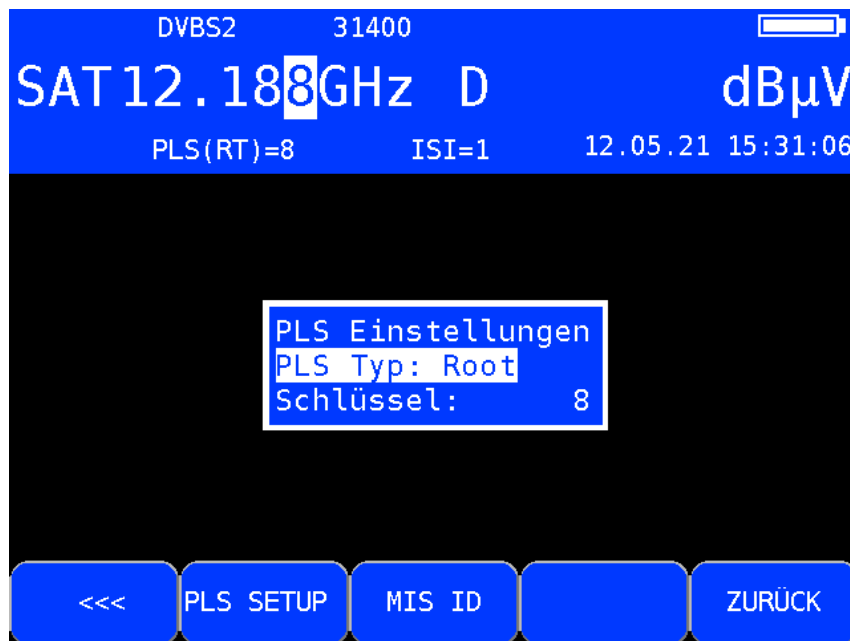 DVBS2 31400
SAT 12.188GHz D dBµV
PLS(RT)=8 ISI=1 12.05.21 15:31:06
PLS Einstellungen
PLS Typ: Root
Schlüssel: 8
<<< PLS SETUP MIS ID ZURÜCK